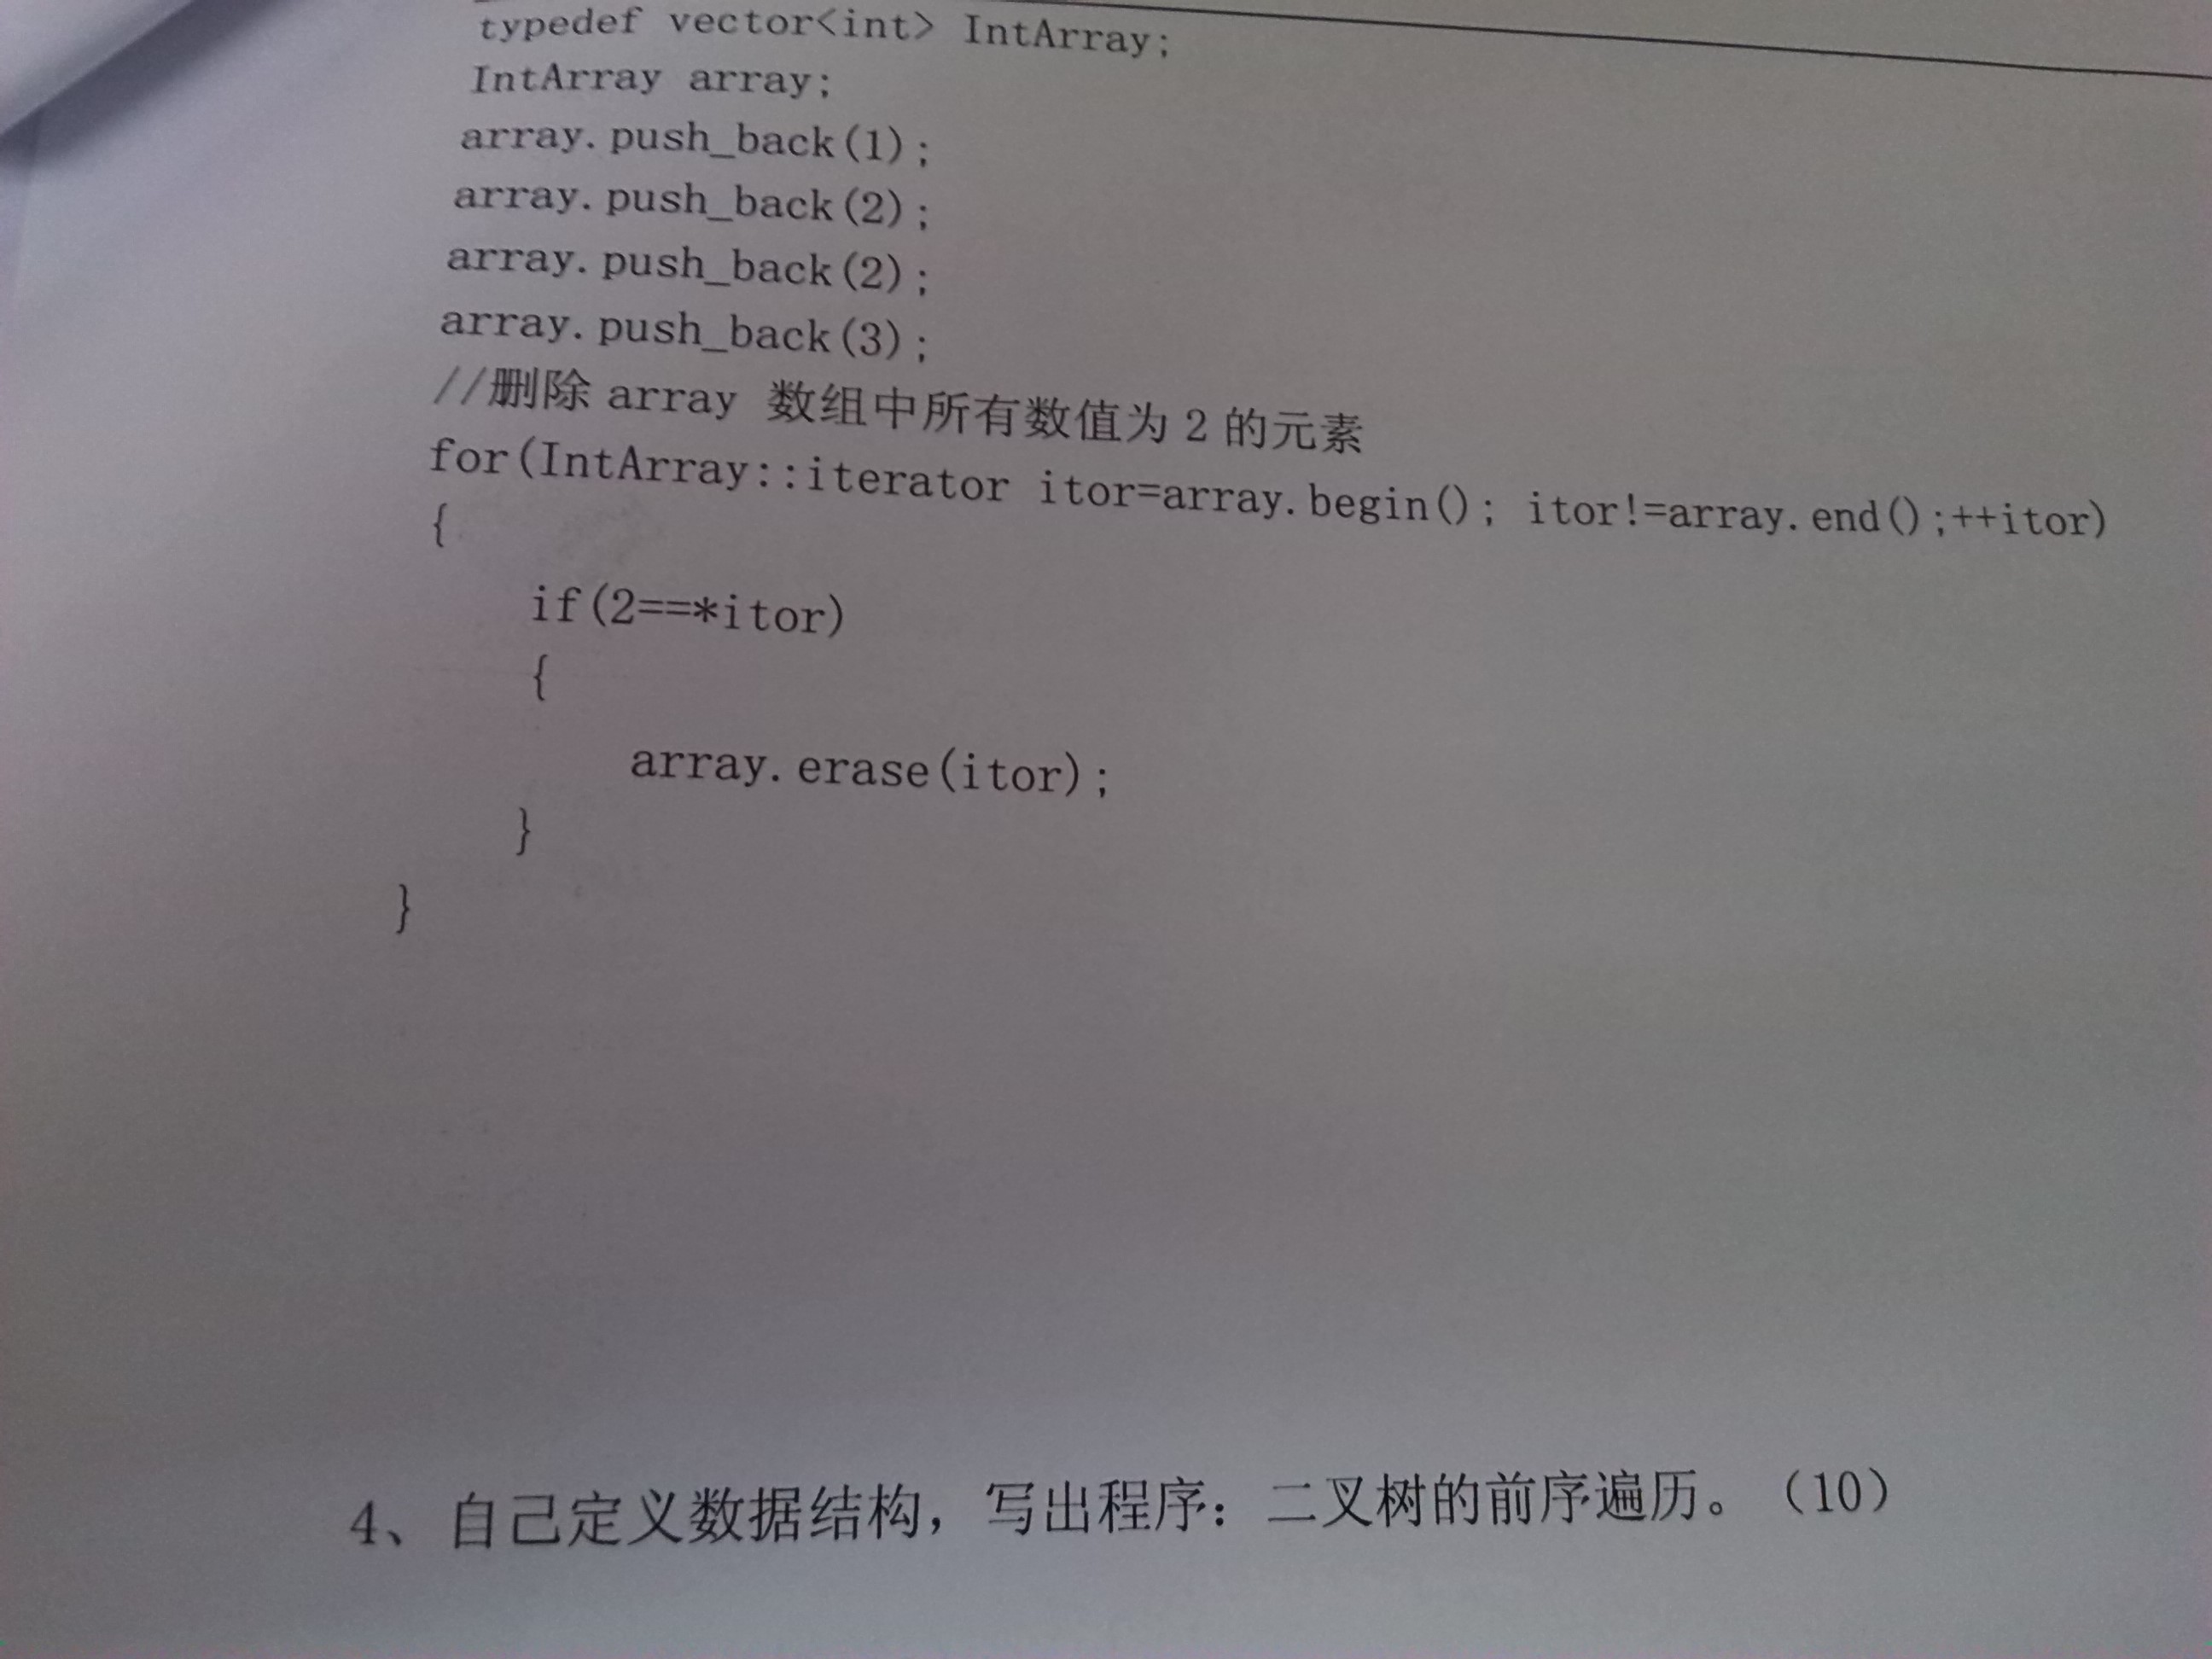 typedef vector<int> IntArray;
IntArray array;
array.push_back(1);
array.push_back(2);
array.push_back(2);
array.push_back(3);
//删除 array 数组中所有数值为 2 的元素
for(IntArray::iterator itor=array.begin(); itor!=array.end();++itor)
{
if(2==*itor)
{
array.erase(itor);
}
}
4、自己定义数据结构，写出程序：二叉树的前序遍历。（10）